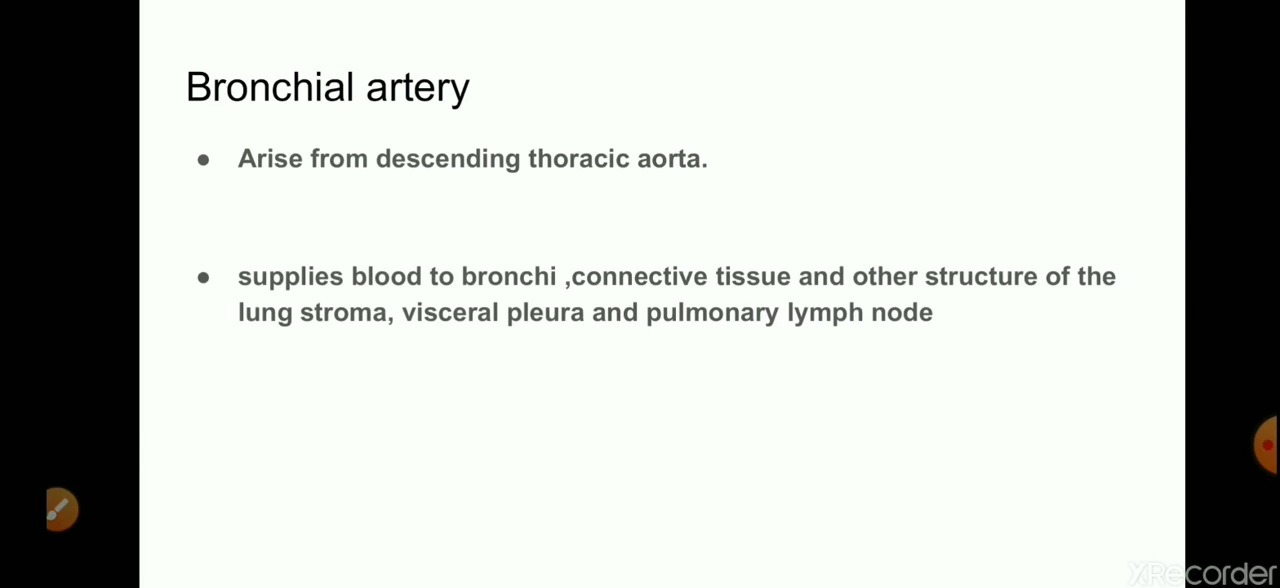 Bronchial artery
● Arise from descending thoracic aorta.
● supplies blood to bronchi ,connective tissue and other structure of the
lung stroma, visceral pleura and pulmonary lymph node
XRecorder